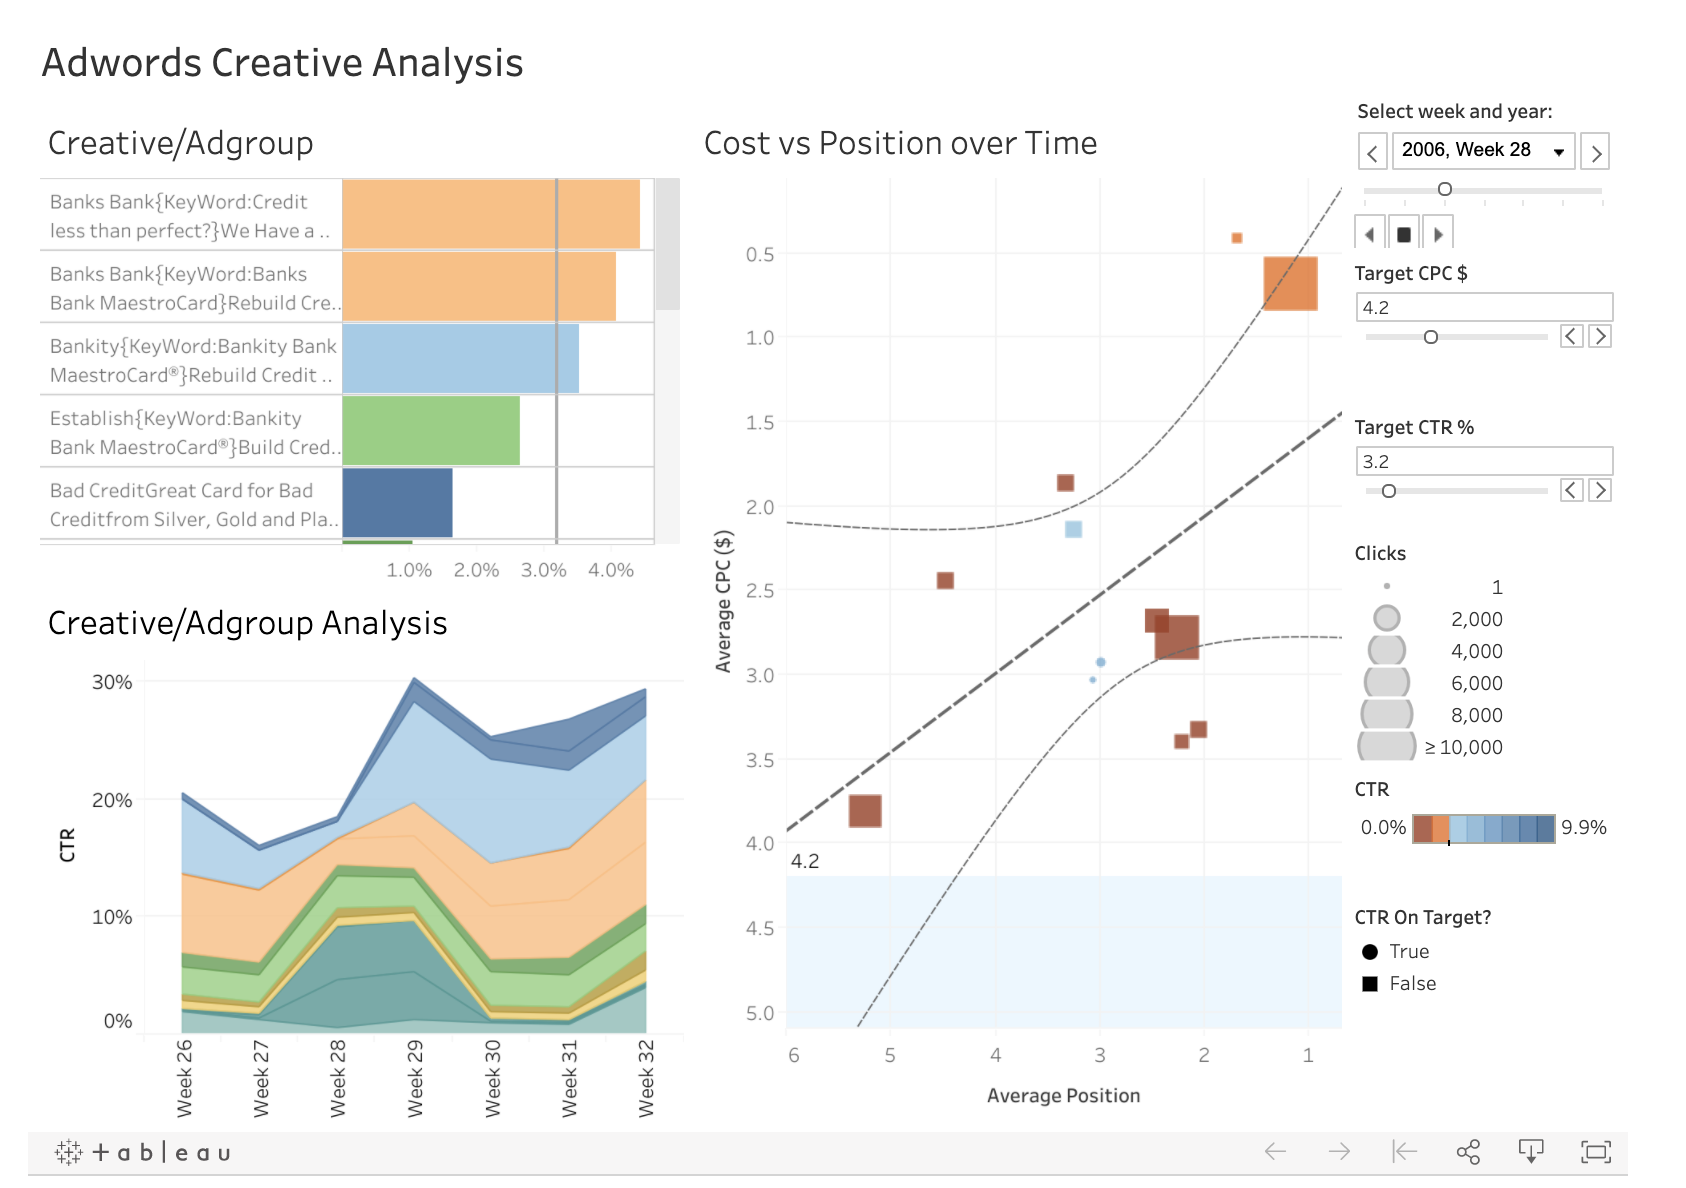 Adwords Creative Analysis
Creative/Adgroup
Banks Bank{KeyWord:Credit
less than perfect?}We Have a ..
Banks Bank{KeyWord:Banks
Bank MaestroCard}Rebuild Cre..
Bankity{KeyWord:Bankity Bank
MaestroCard®}Rebuild Credit ..
Establish{KeyWord:Bankity
Bank MaestroCard®}Build Cred..
Bad CreditGreat Card for Bad
Creditfrom Silver, Gold and Pla..
1.0% 2.0% 3.0% 4.0%
Creative/Adgroup Analysis
30%
20%
10%
0%
CTR
Week 26
Week 27
Week 28
Week 29
Week 30
Week 31
Week 32
Cost vs Position over Time
0.5
1.0
1.5
2.0
2.5
3.0
3.5
4.0
4.2
4.5
5.0
Average CPC ($)
6 5 4 3 2 1
Average Position
Select week and year:
2006, Week 28
Target CPC $
4.2
Target CTR %
3.2
Clicks
1
2,000
4,000
6,000
8,000
≥ 10,000
CTR
0.0% 9.9%
CTR On Target?
True
False
+ a b | e a u